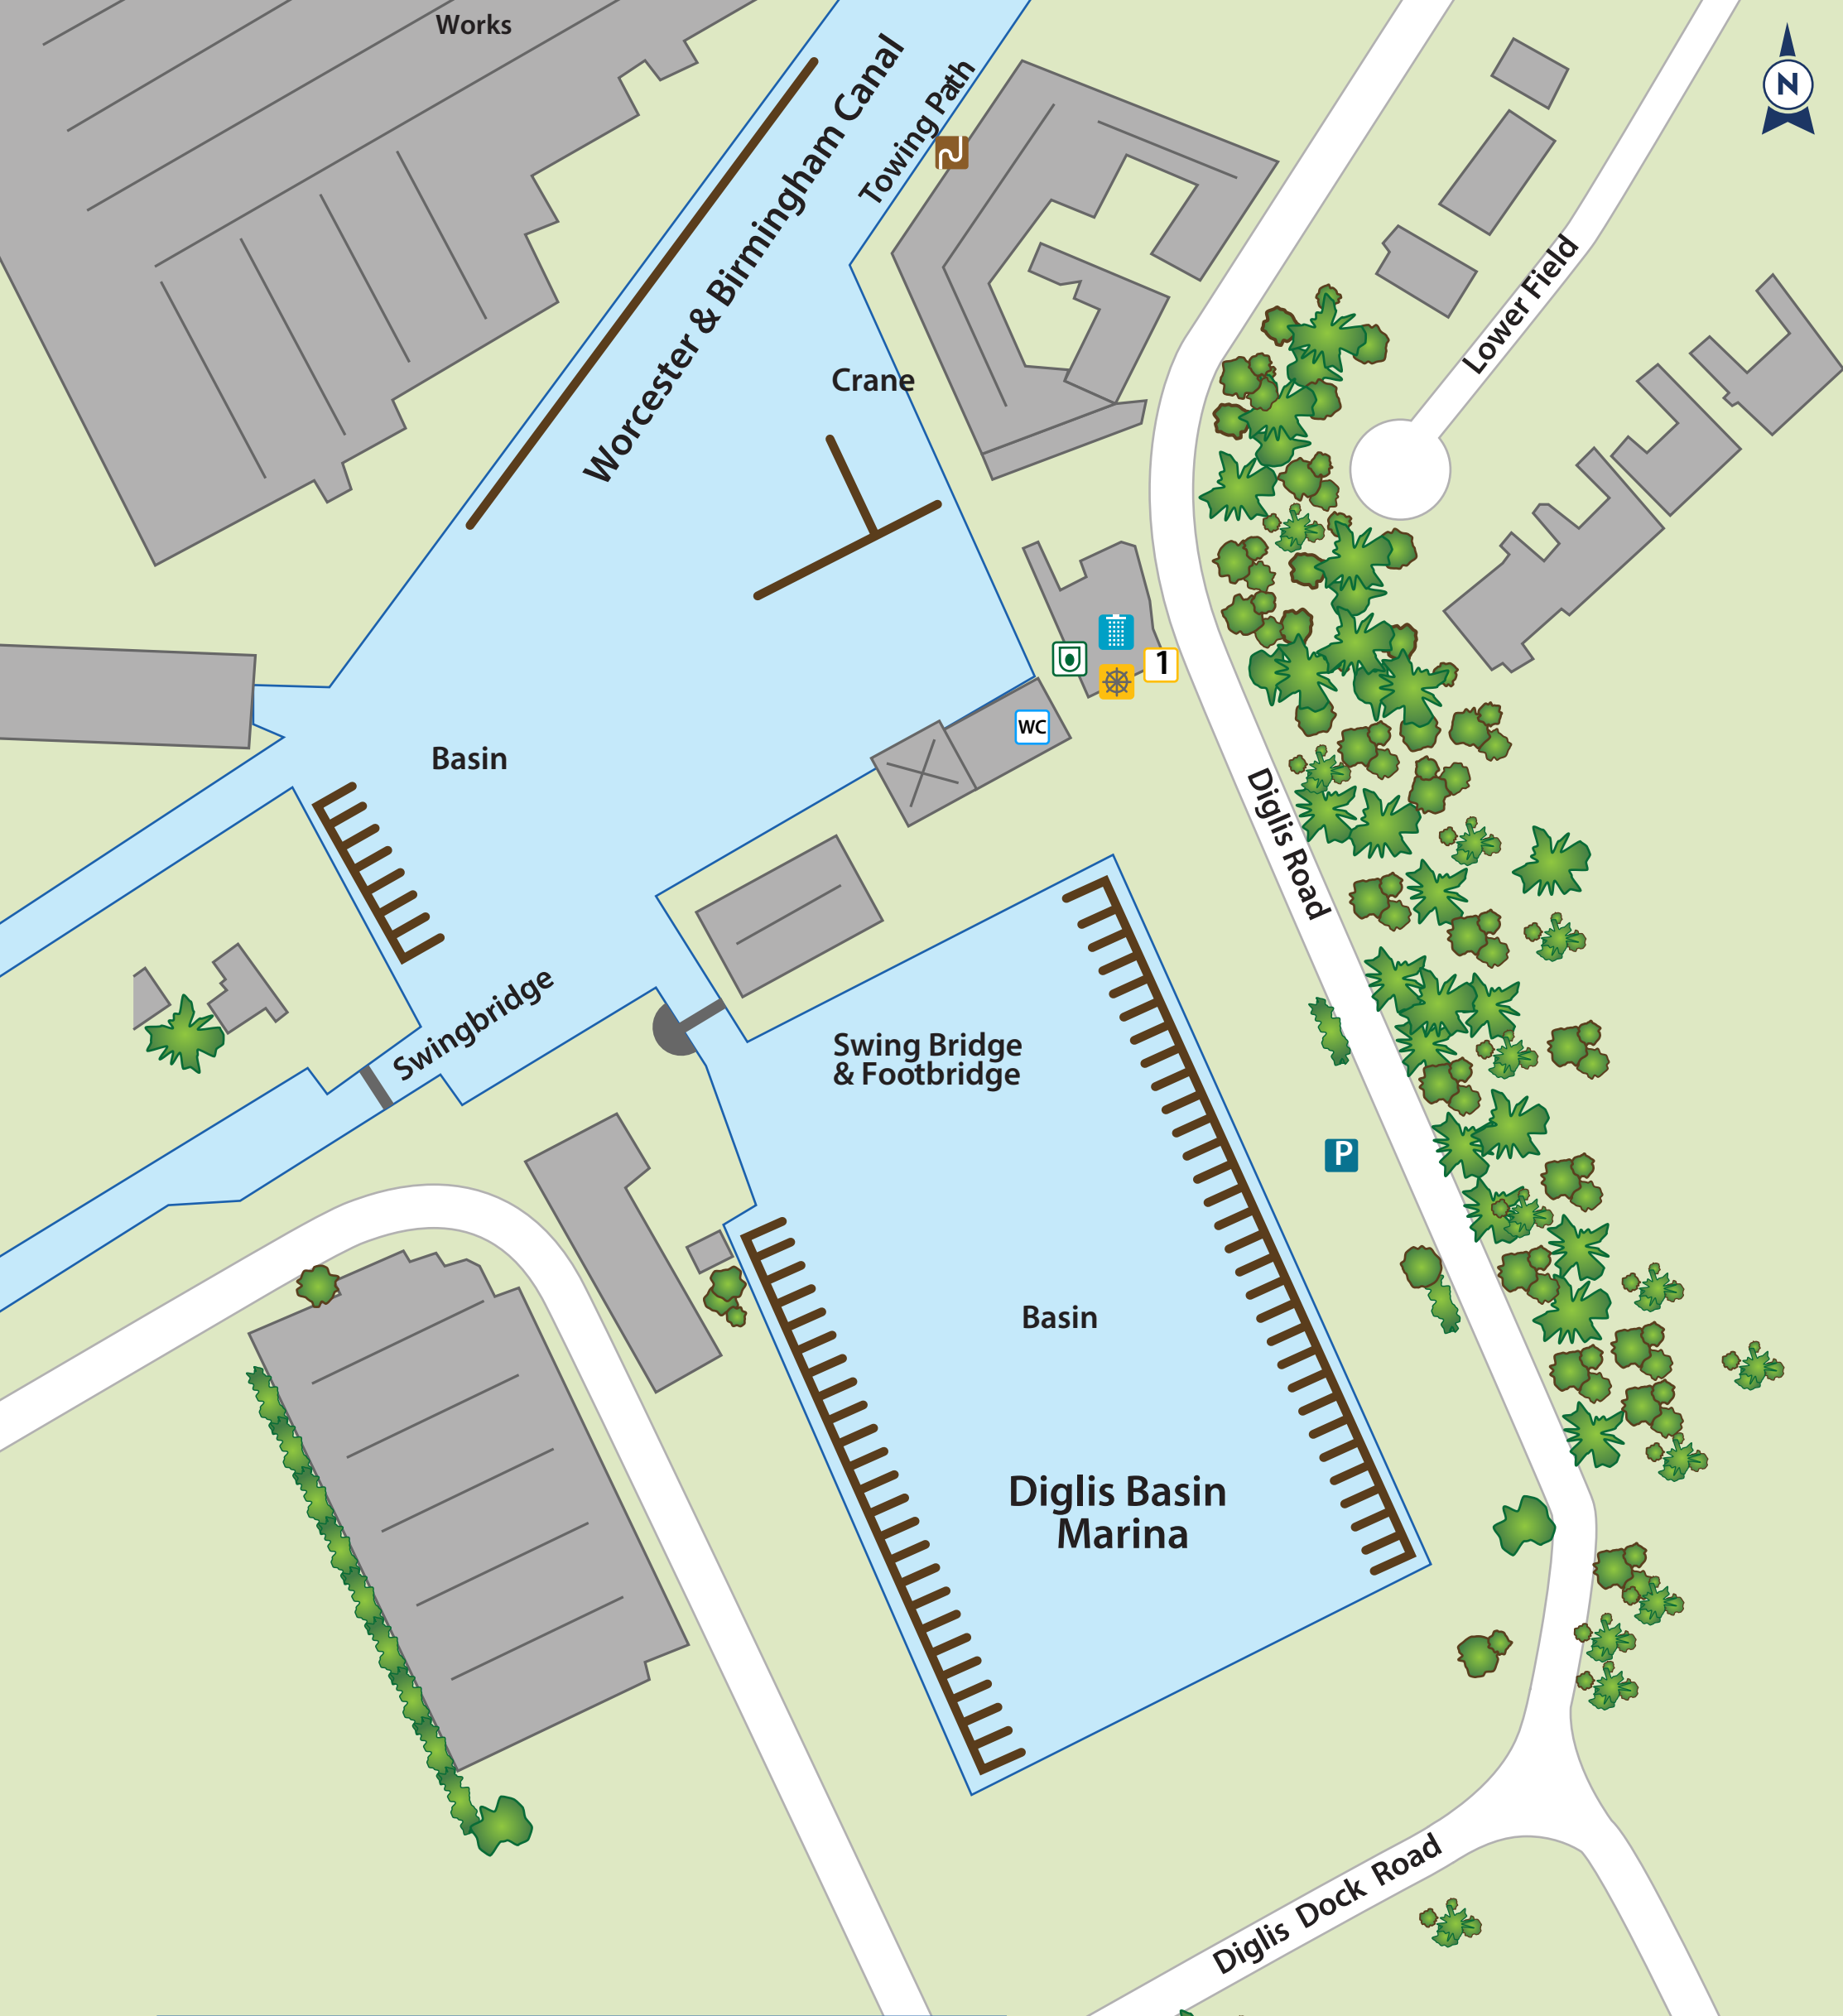 Works
N
Worcester & Birmingham Canal
Towing Path
Lower Field
Crane
1
WC
Basin
Diglis Road
Swingbridge
Swing Bridge
& Footbridge
P
Basin
Diglis Basin
Marina
Diglis Dock Road